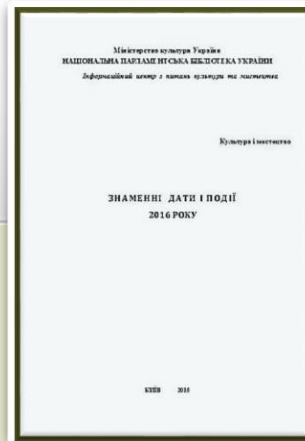 Міністерство культури України
НАЦІОНАЛЬНА ПАРЛАМЕНТСЬКА БІБЛІОТЕКА УКРАЇНИ
Інформаційний центр з питань культури та мистецтва
Культура і мистецтво
ЗНАМЕННІ ДАТИ І ПОДІЇ
2016 РОКУ
КИЇВ 2015